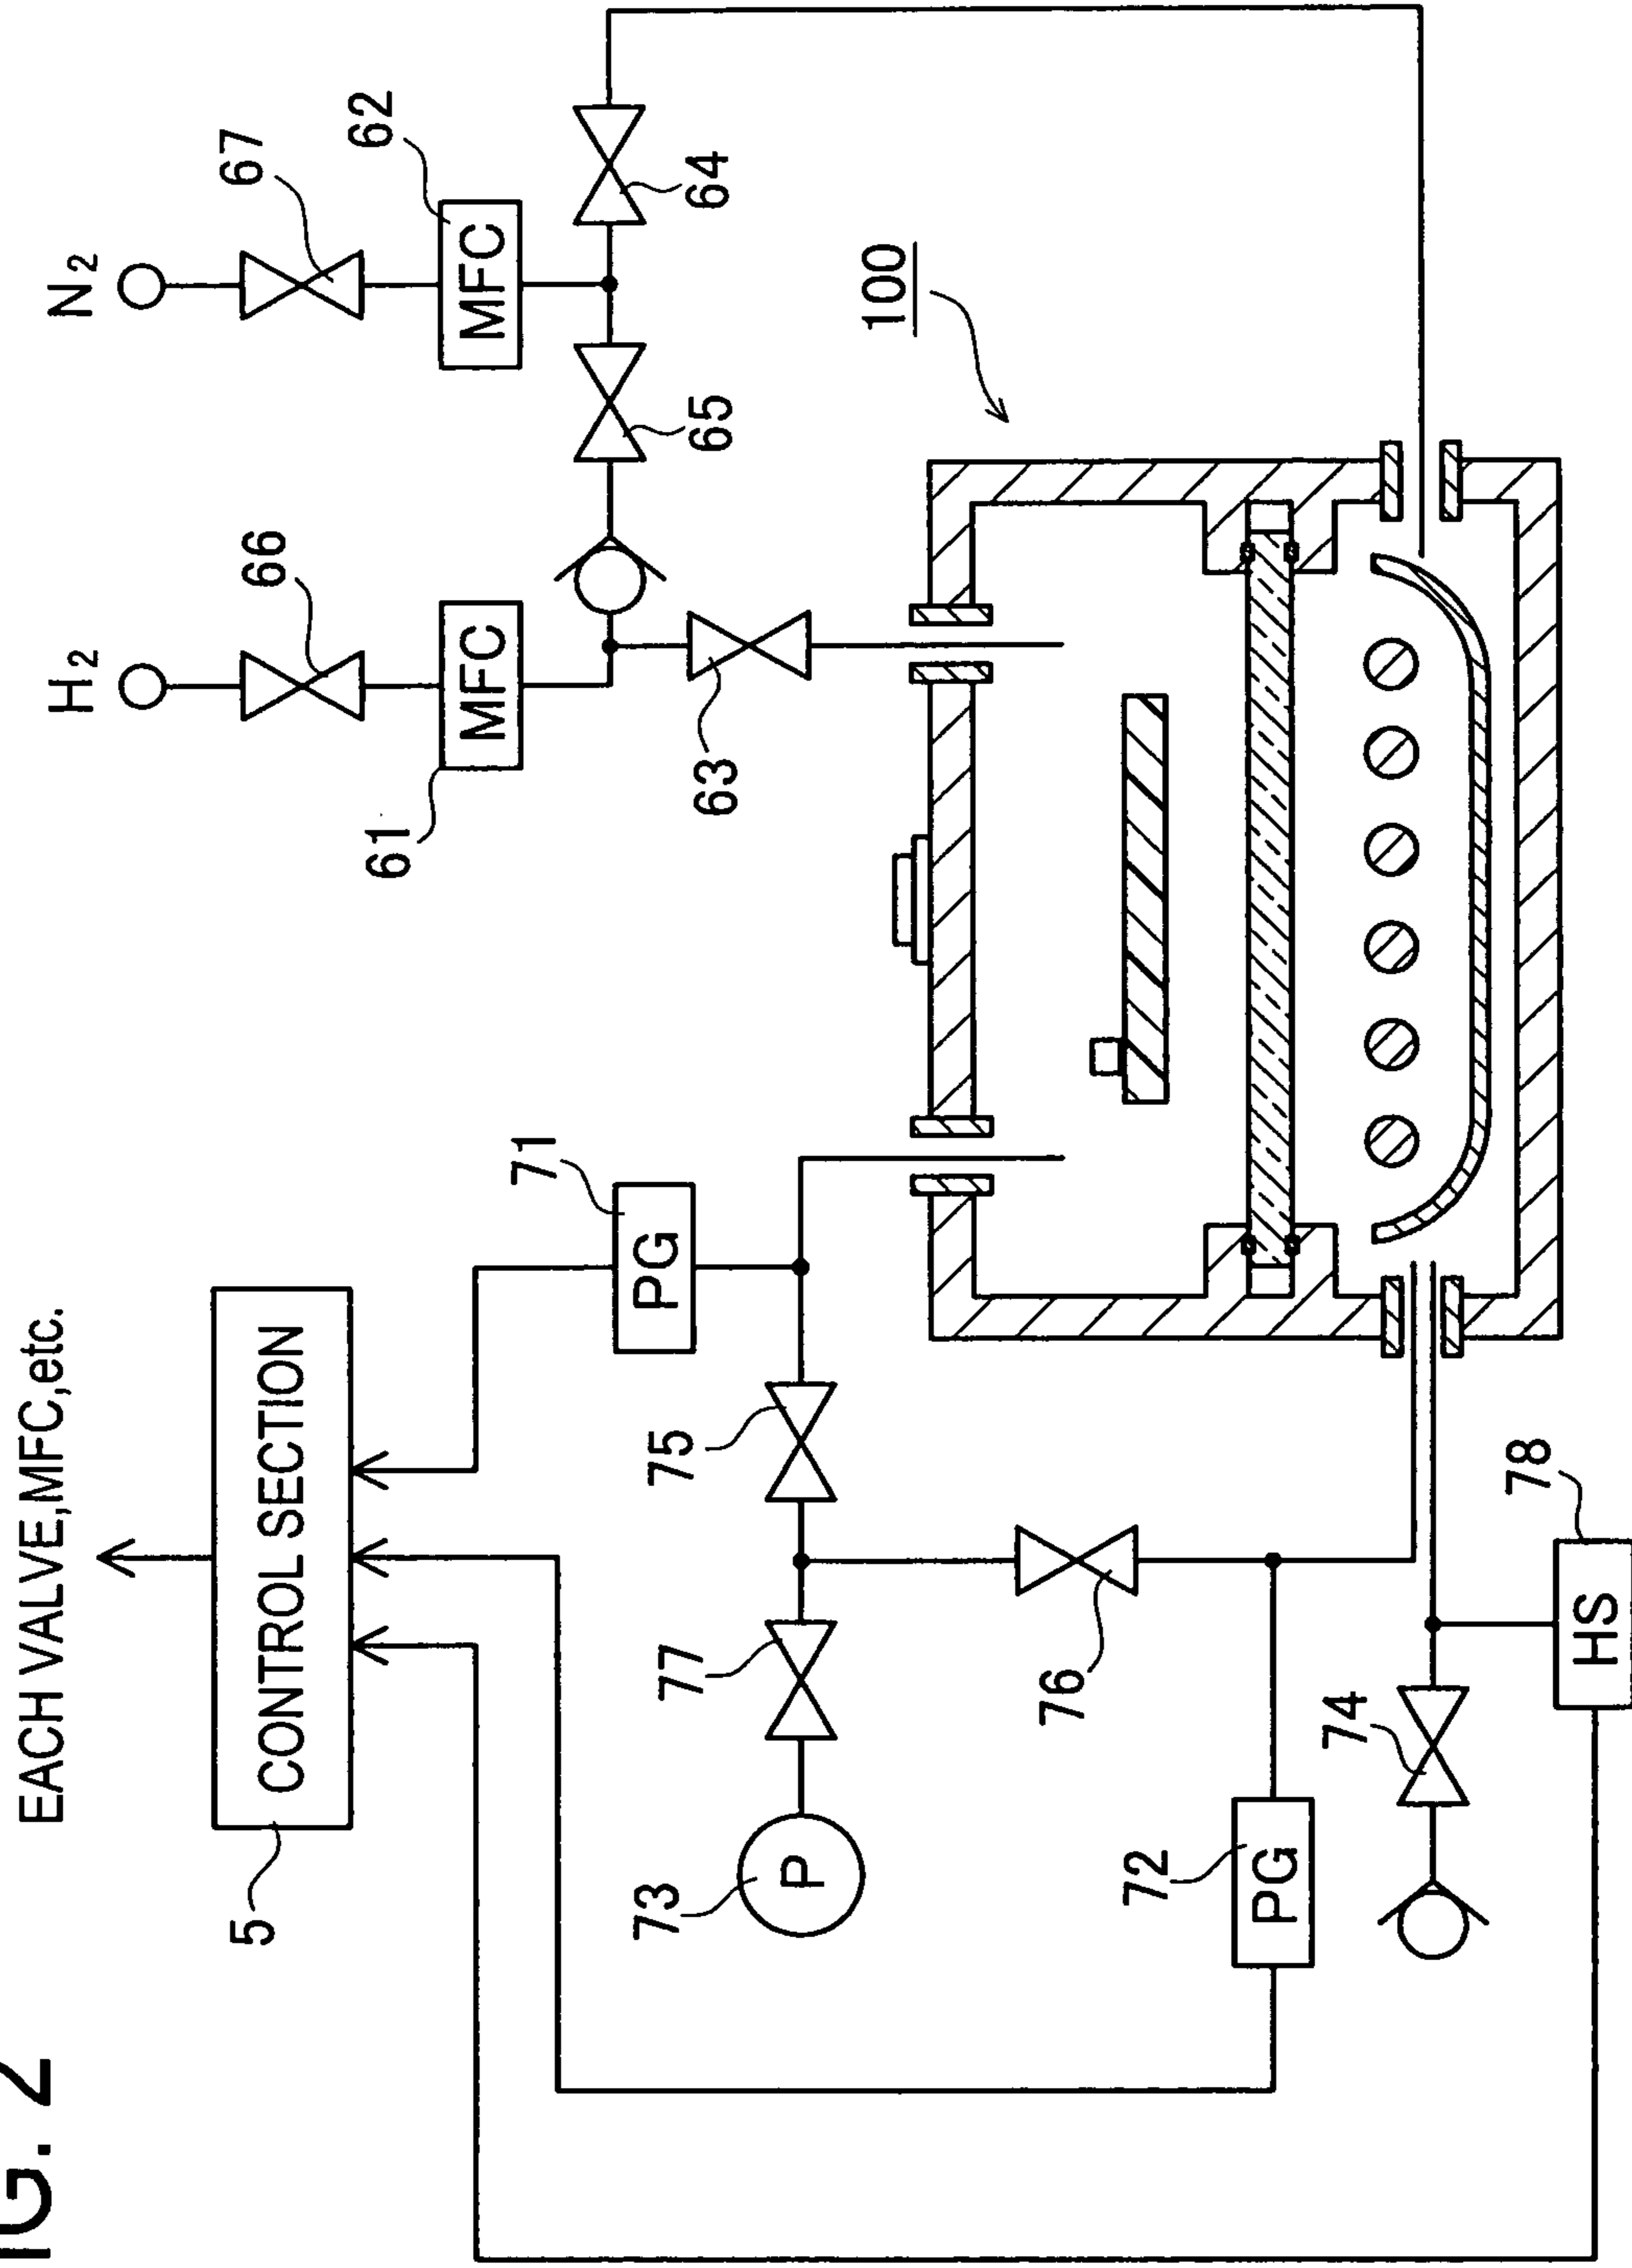 IG. 2
EACH VALVE,MFC,etc.
CONTROL SECTION
5
H₂
N₂
66
67
MFC
61
MFC
62
65
64
63
100
PG
71
75
77
P
73
76
PG
72
74
HS
78